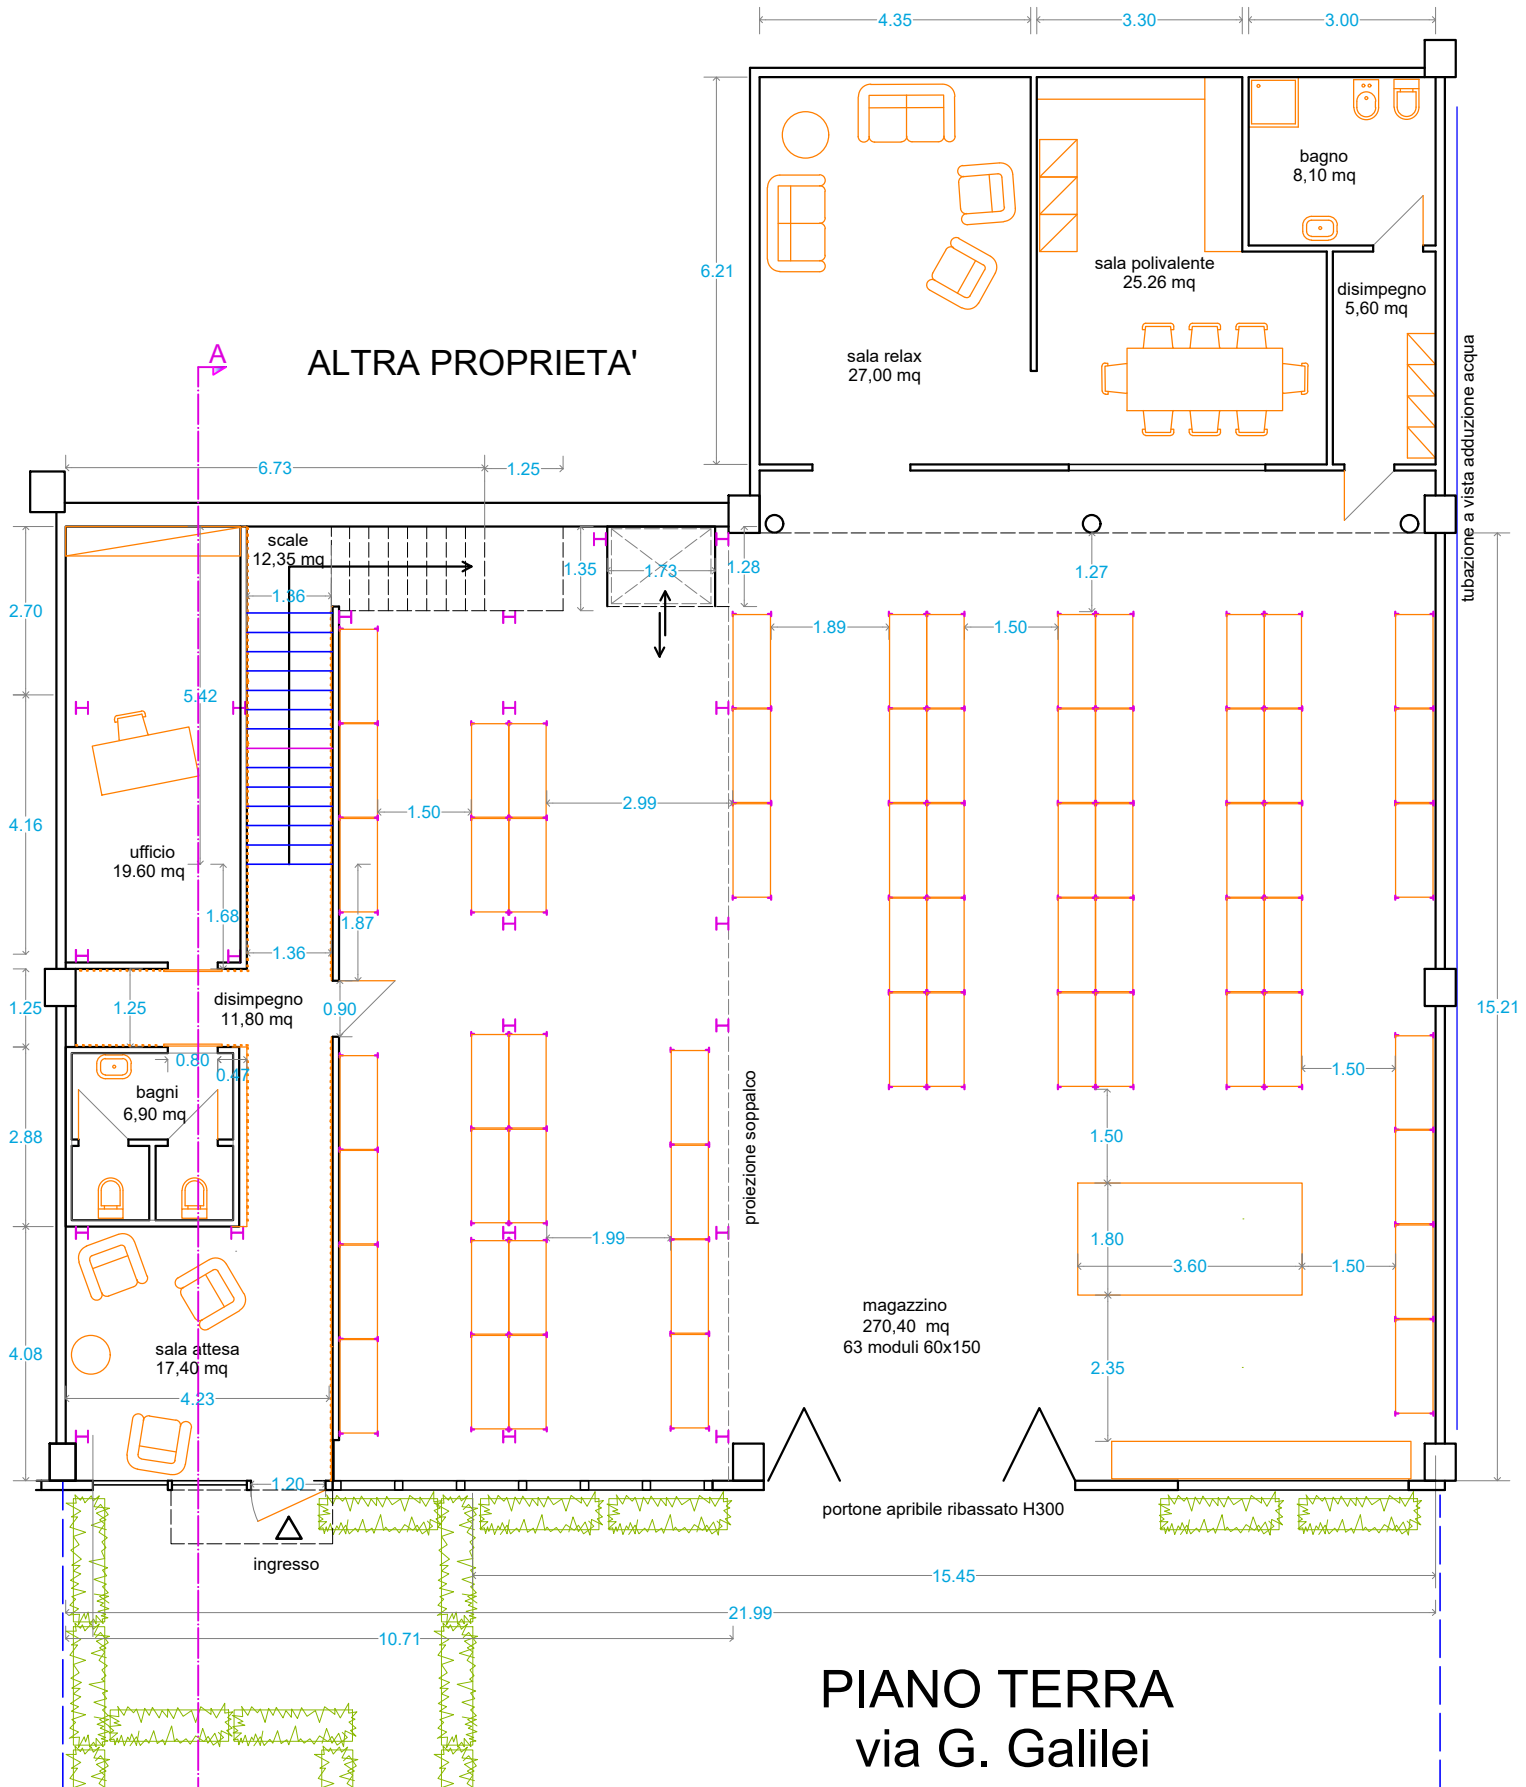 4.35
3.30
3.00
bagno
8,10 mq
6.21
sala polivalente
25.26 mq
disimpegno
5,60 mq
sala relax
27,00 mq
tubazione a vista adduzione acqua
A
ALTRA PROPRIETA'
6.73
1.25
scale
12,35 mq
1.35
1.73
1.28
1.27
1.36
2.70
1.89
1.50
5.42
1.50
2.99
4.16
ufficio
19.60 mq
1.68
1.87
1.36
1.25
1.25
disimpegno
11,80 mq
0.90
15.21
0.80
0.47
bagni
6,90 mq
2.88
1.50
1.50
proiezione soppalco
1.99
1.80
3.60
1.50
magazzino
270,40 mq
63 moduli 60x150
sala attesa
17,40 mq
4.08
2.35
4.23
1.20
portone apribile ribassato H300
ingresso
15.45
21.99
10.71
PIANO TERRA
via G. Galilei